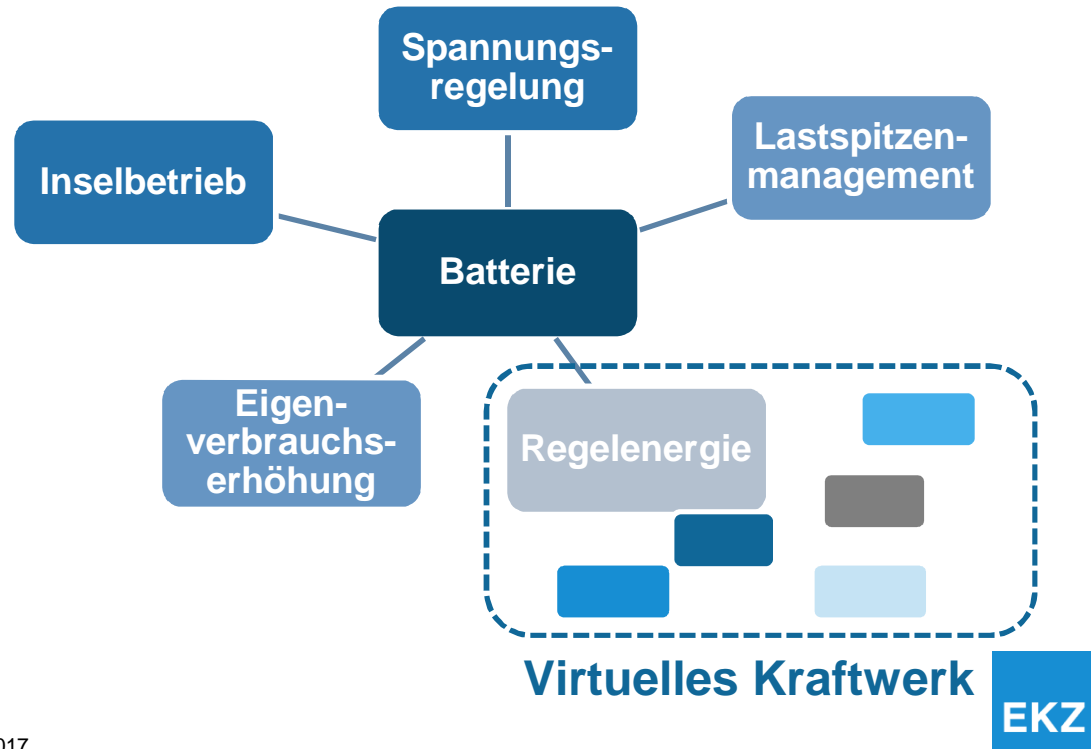 Spannungs-
regelung
Lastspitzen-
management
Inselbetrieb
Batterie
Eigen-
verbrauchs-
erhöhung
Regelenergie
Virtuelles Kraftwerk
EKZ